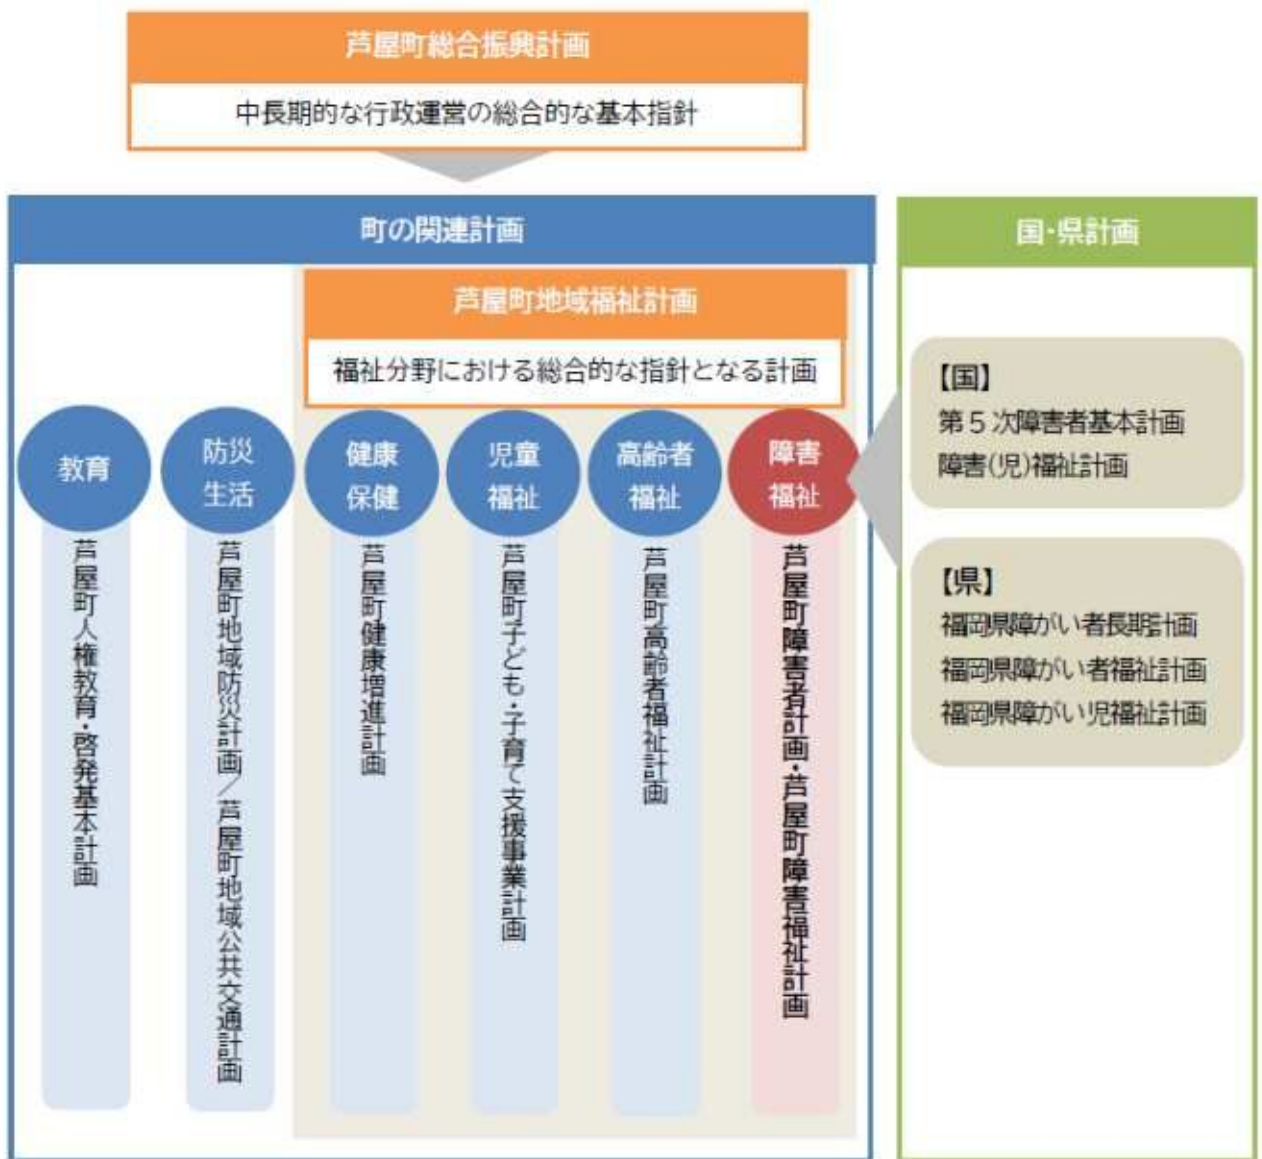 芦屋町総合振興計画
中長期的な行政運営の総合的な基本指針
町の関連計画
芦屋町地域福祉計画
福祉分野における総合的な指針となる計画
教育
芦屋町人権教育・啓発基本計画
防災
生活
芦屋町地域防災計画／芦屋町地域公共交通計画
健康
保健
芦屋町健康増進計画
児童
福祉
芦屋町子ども・子育て支援事業計画
高齢者
福祉
芦屋町高齢者福祉計画
障害
福祉
芦屋町障害者計画・芦屋町障害福祉計画
国・県計画
【国】
第５次障害者基本計画
障害(児)福祉計画
【県】
福岡県障がい者長期計画
福岡県障がい者福祉計画
福岡県障がい児福祉計画